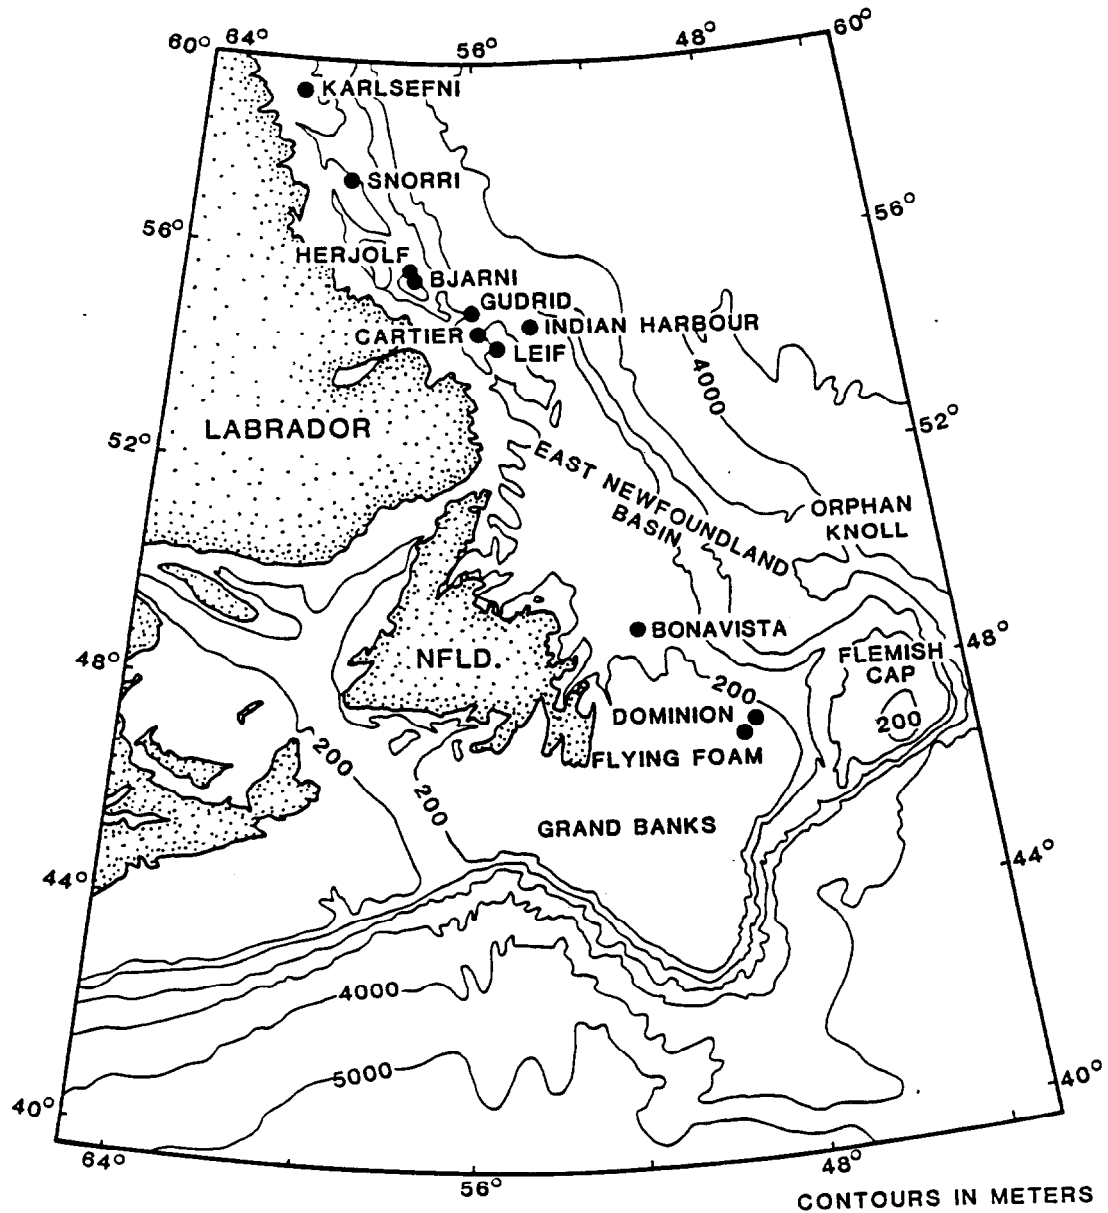 60° 64°
56°
48°
60°
KARLSEFNI
SNORRI
56°
56°
HERJOLF
BJARNI
GUDRID
INDIAN HARBOUR
CARTIER
LEIF
4000
52°
LABRADOR
52°
EAST NEWFOUNDLAND
BASIN
ORPHAN
KNOLL
BONAVISTA
48°
48°
NFLD.
FLEMISH
CAP
200
200
DOMINION
FLYING FOAM
200
200
GRAND BANKS
44°
44°
4000
5000
40°
40°
64°
56°
48°
CONTOURS IN METERS